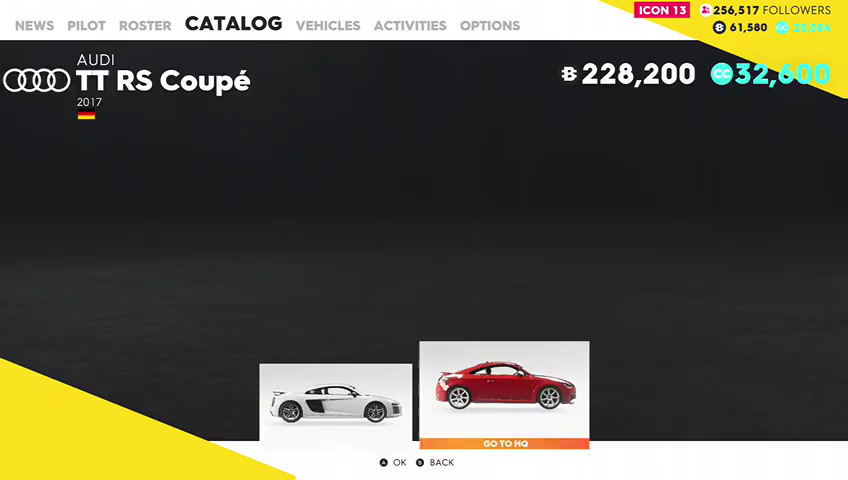 NEWS PILOT ROSTER CATALOG VEHICLES ACTIVITIES OPTIONS
ICON 13 256,517 FOLLOWERS
61,580
AUDI
TT RS Coupé
2017
228,200 CC 32,600
GO TO HQ
A OK B BACK